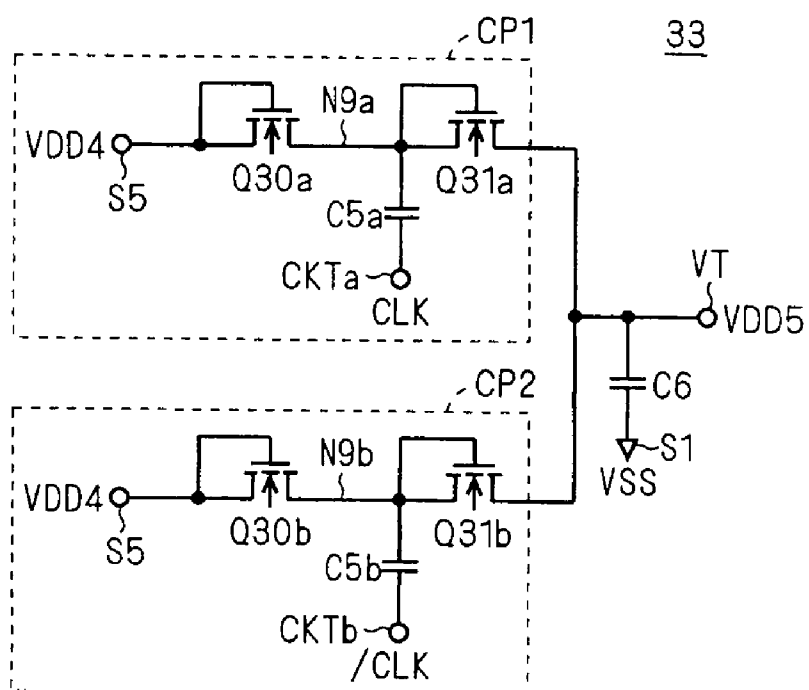 CP1
33
N9a
VDD4
S5
Q30a
Q31a
C5a
CKTa
CLK
VT
VDD5
CP2
C6
S1
VSS
N9b
VDD4
S5
Q30b
Q31b
C5b
CKTb
/CLK